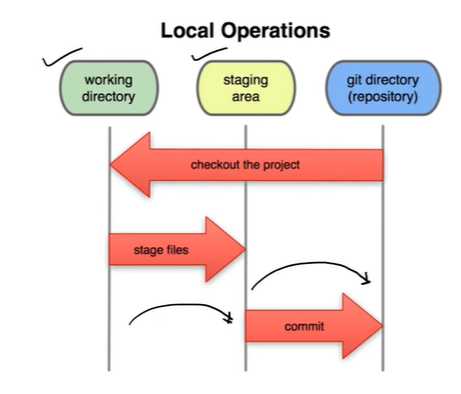 Local Operations
working
directory
staging
area
git directory
(repository)
checkout the project
stage files
commit